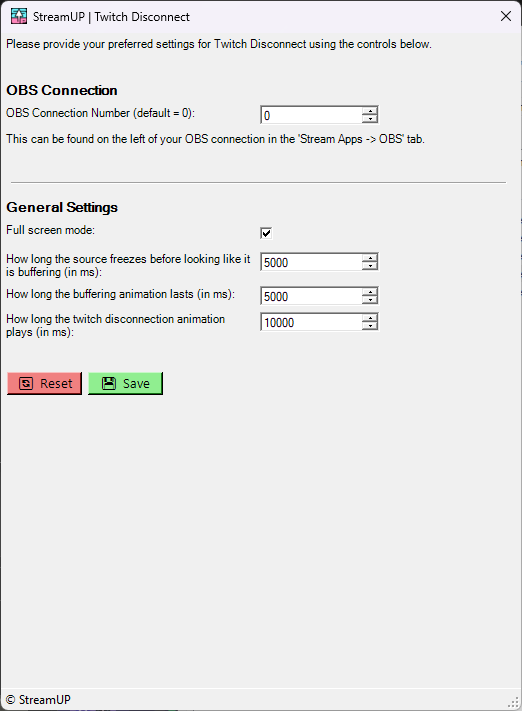 StreamUP | Twitch Disconnect
Please provide your preferred settings for Twitch Disconnect using the controls below.
OBS Connection
OBS Connection Number (default = 0):
0
This can be found on the left of your OBS connection in the 'Stream Apps -> OBS' tab.
General Settings
Full screen mode:
How long the source freezes before looking like it
is buffering (in ms):
5000
How long the buffering animation lasts (in ms):
5000
How long the twitch disconnection animation
plays (in ms):
10000
Reset
Save
© StreamUP